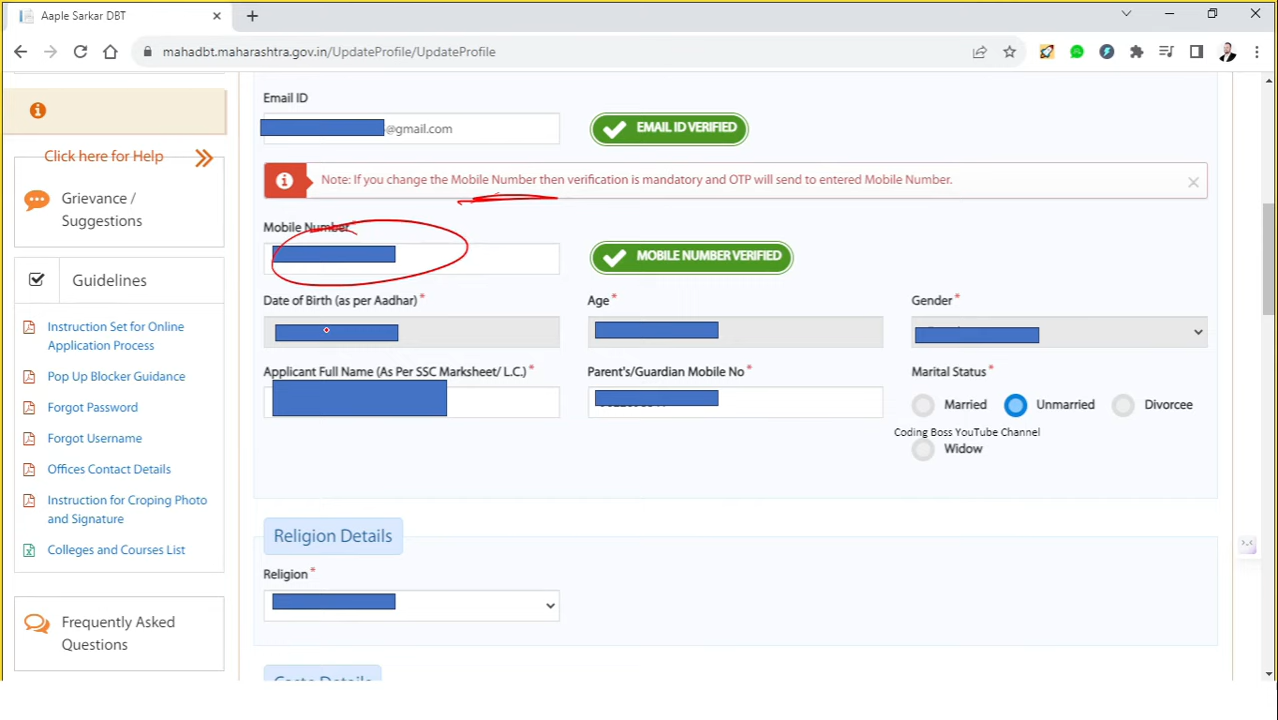 Aaple Sarkar DBT
mahadbt.maharashtra.gov.in/UpdateProfile/UpdateProfile
Email ID
@gmail.com
EMAIL ID VERIFIED
Click here for Help
Note: If you change the Mobile Number then verification is mandatory and OTP will send to entered Mobile Number.
Grievance /
Suggestions
Mobile Number*
MOBILE NUMBER VERIFIED
Guidelines
Date of Birth (as per Aadhar) *
Age *
Gender *
Instruction Set for Online
Application Process
Applicant Full Name (As Per SSC Marksheet/ L.C.) *
Parent's/Guardian Mobile No *
Marital Status *
Pop Up Blocker Guidance
Married
Unmarried
Divorcee
Forgot Password
Coding Boss YouTube Channel
Forgot Username
Widow
Offices Contact Details
Instruction for Croping Photo
and Signature
Religion Details
Colleges and Courses List
Religion *
Frequently Asked
Questions